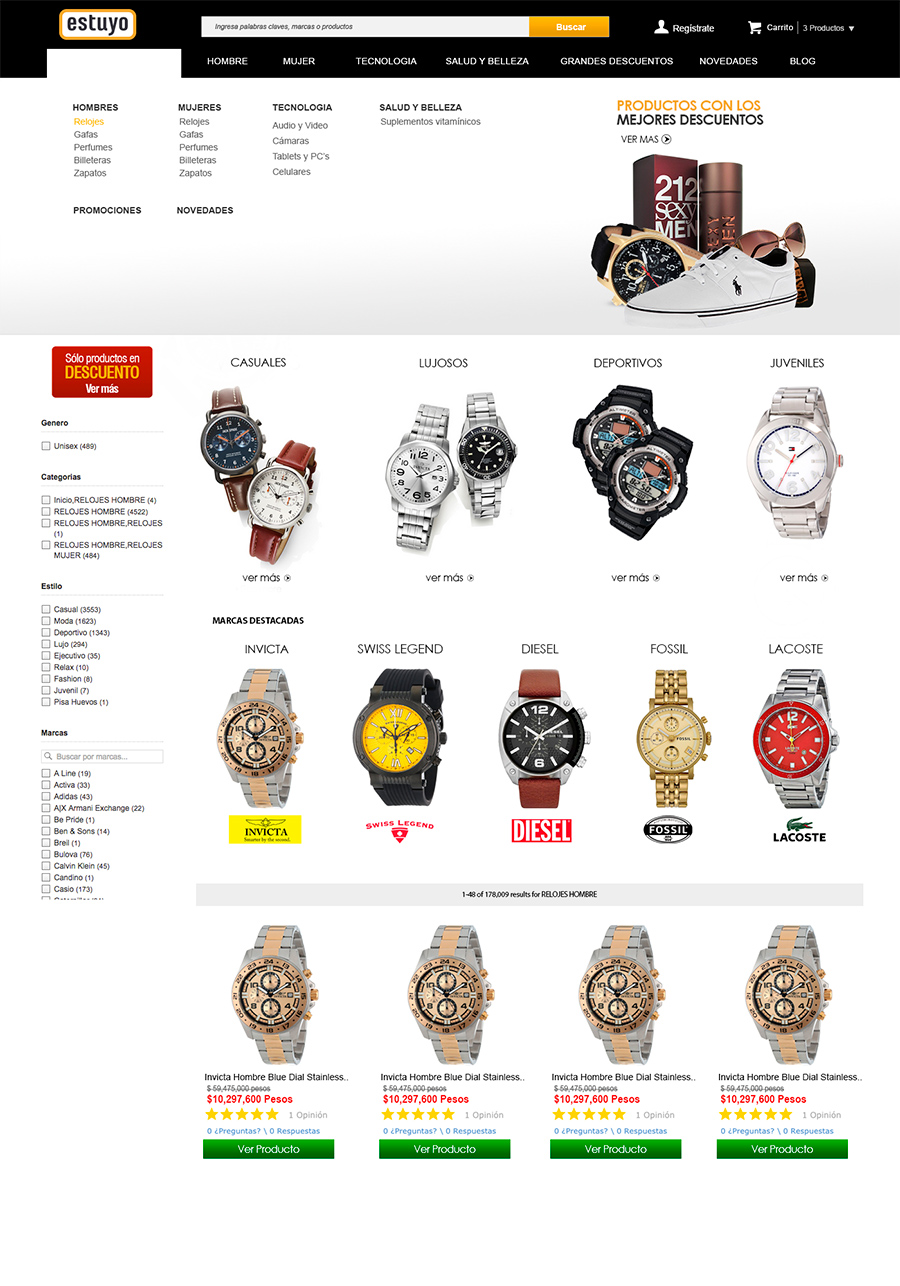 estuyo
Ingresa palabras claves, marcas o productos
Buscar
Regístrate
Carrito | 3 Productos ▼
HOMBRE
MUJER
TECNOLOGIA
SALUD Y BELLEZA
GRANDES DESCUENTOS
NOVEDADES
BLOG
HOMBRES
Relojes
Gafas
Perfumes
Billeteras
Zapatos
MUJERES
Relojes
Gafas
Perfumes
Billeteras
Zapatos
TECNOLOGIA
Audio y Video
Cámaras
Tablets y PC's
Celulares
SALUD Y BELLEZA
Suplementos vitamínicos
PROMOCIONES
NOVEDADES
PRODUCTOS CON LOS
MEJORES DESCUENTOS
VER MAS
212
SEXY
MEN
SEXY
MEN
Sólo productos en
DESCUENTO
Ver más
Genero
Unisex (489)
Categorias
Inicio,RELOJES HOMBRE (4)
RELOJES HOMBRE (4522)
RELOJES HOMBRE,RELOJES
(1)
RELOJES HOMBRE,RELOJES
MUJER (484)
Estilo
Casual (3553)
Moda (1623)
Deportivo (1343)
Lujo (294)
Ejecutivo (35)
Relax (10)
Fashion (8)
Juvenil (7)
Pisa Huevos (1)
Marcas
Buscar por marcas...
A Line (19)
Activa (33)
Adidas (43)
A|X Armani Exchange (22)
Be Pride (1)
Ben & Sons (14)
Breil (1)
Bulova (76)
Calvin Klein (45)
Candino (1)
Casio (173)
CASUALES
LUJOSOS
DEPORTIVOS
JUVENILES
ver más
ver más
ver más
ver más
MARCAS DESTACADAS
INVICTA
SWISS LEGEND
DIESEL
FOSSIL
LACOSTE
INVICTA
Smarter by the second.
SWISS LEGEND
DIESEL
FOSSIL
LACOSTE
1-48 of 178,009 results for RELOJES HOMBRE
Invicta Hombre Blue Dial Stainless..
$ 59,475,000 pesos
$10,297,600 Pesos
1 Opinión
0 ¿Preguntas? \ 0 Respuestas
Ver Producto
Invicta Hombre Blue Dial Stainless..
$ 59,475,000 pesos
$10,297,600 Pesos
1 Opinión
0 ¿Preguntas? \ 0 Respuestas
Ver Producto
Invicta Hombre Blue Dial Stainless..
$ 59,475,000 pesos
$10,297,600 Pesos
1 Opinión
0 ¿Preguntas? \ 0 Respuestas
Ver Producto
Invicta Hombre Blue Dial Stainless..
$ 59,475,000 pesos
$10,297,600 Pesos
1 Opinión
0 ¿Preguntas? \ 0 Respuestas
Ver Producto